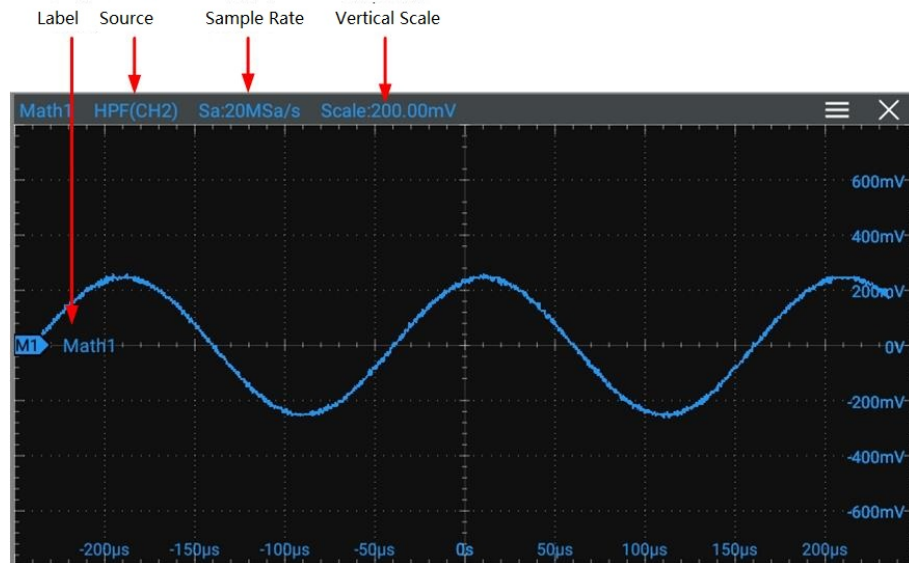 Label Source Sample Rate Vertical Scale
Math1 HPF(CH2) Sa:20MSa/s Scale:200.00mV
600mV
400mV
200mV
M1 Math1 0V
-200mV
-400mV
-600mV
-200µs -150µs -100µs -50µs 0s 50µs 100µs 150µs 200µs